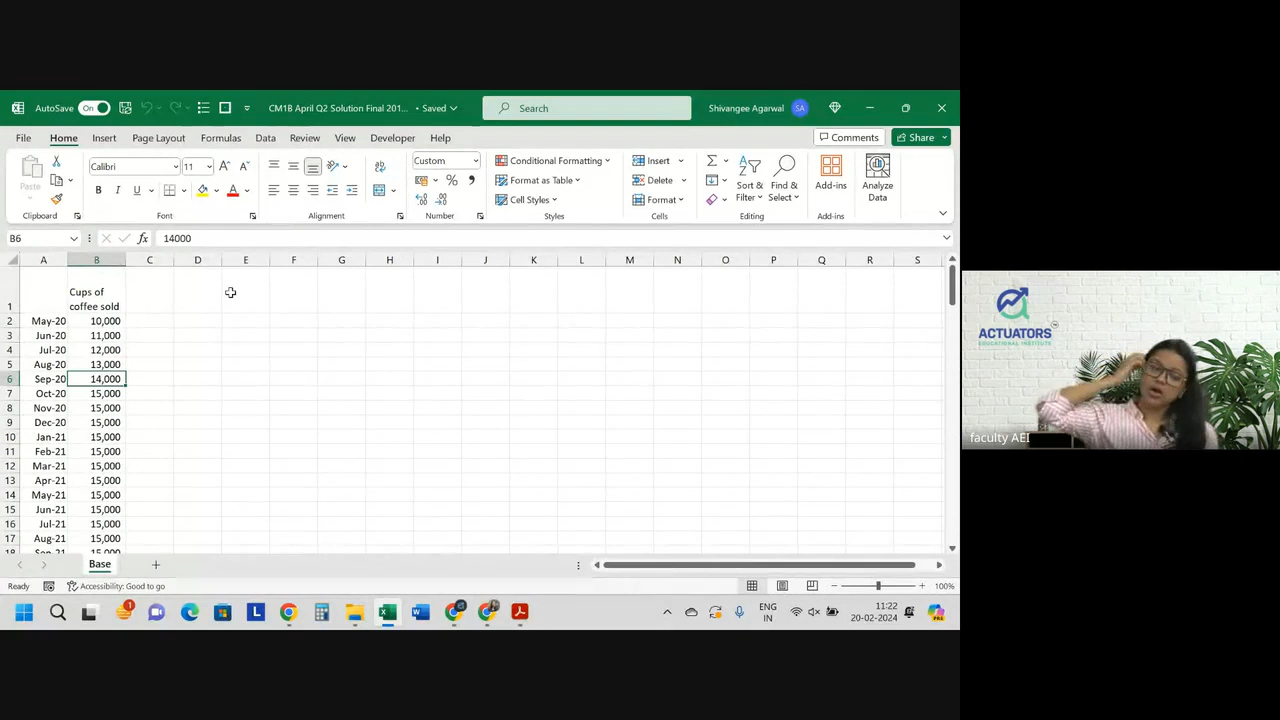 AutoSave On CM1B April Q2 Solution Final 201... • Saved Search Shivangee Agarwal SA
File Home Insert Page Layout Formulas Data Review View Developer Help Comments Share
Paste Calibri 11 Custom Conditional Formatting Insert
B I U Format as Table Delete Sort & Find & Add-ins Analyze
Cell Styles Format Filter Select Data
Clipboard Font Alignment Number Styles Cells Editing Add-ins
B6 fx 14000
A B C D E F G H I J K L M N O P Q R S
Cups of
1 coffee sold
2 May-20 10,000
3 Jun-20 11,000
4 Jul-20 12,000
5 Aug-20 13,000
6 Sep-20 14,000
7 Oct-20 15,000
8 Nov-20 15,000
9 Dec-20 15,000
10 Jan-21 15,000
11 Feb-21 15,000
12 Mar-21 15,000
13 Apr-21 15,000
14 May-21 15,000
15 Jun-21 15,000
16 Jul-21 15,000
17 Aug-21 15,000
18 Sep-21 15,000
Base
Ready Accessibility: Good to go 100%
ENG 11:22
IN 20-02-2024
ACTUATORS
EDUCATIONAL INSTITUTE
faculty AEI